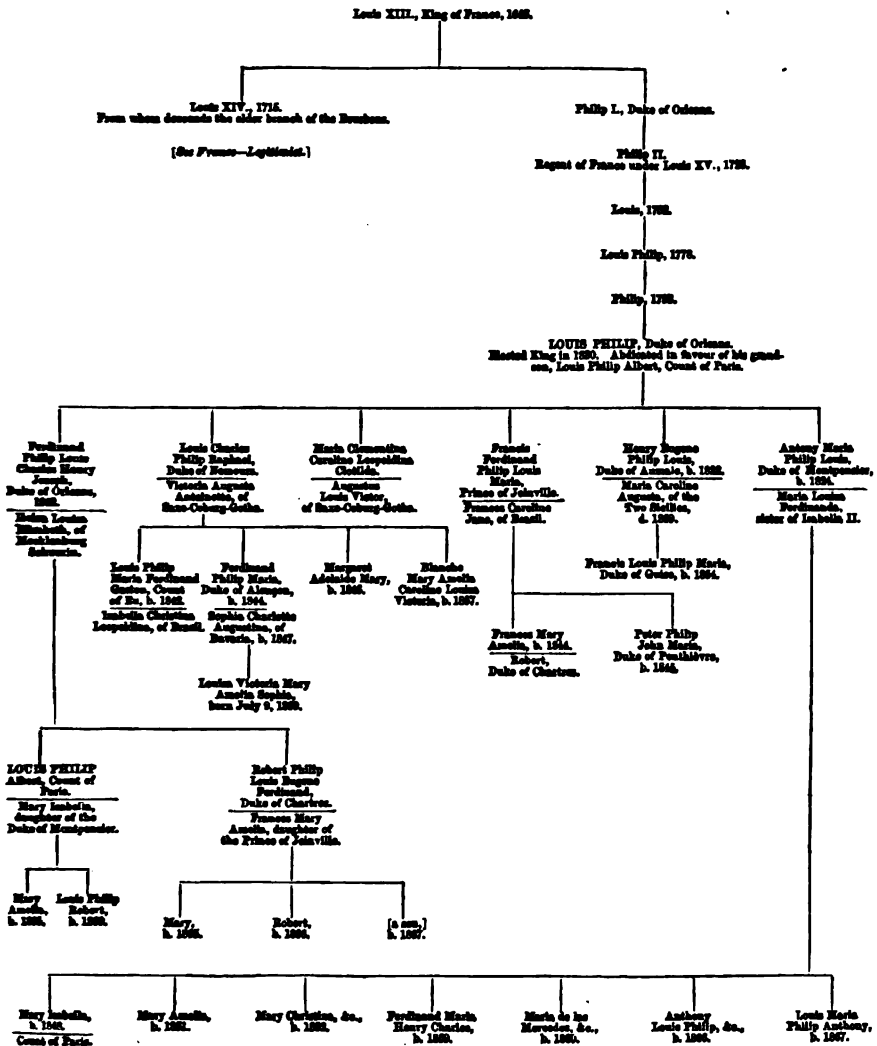 Louis XIII., King of France,
Louis XIV., 1715.
From whom descends the elder branch of the Bourbons.
[See France—Legitimist.]
Philip I., Duke of Orleans.
Philip II.
Regent of France under Louis XV.,
Louis, 1752.
Louis Philip,
Philip, 1793.
LOUIS PHILIP, Duke of Orleans.
Elected King in 1830. Abdicated in favour of his grand-
son, Louis Philip Albert, Count of Paris.
Ferdinand
Philip Louis
Charles Henry
Joseph,
Duke of Orleans,
1842.
Helen Louisa
Elizabeth, of
Mecklenburg
Schwerin.
Louis Charles
Philip Raphael,
Duke of Nemours.
Victoria Augusta
Antoinetta, of
Saxe-Coburg-Gotha.
Maria Clementina
Caroline Leopoldina
Clotilda.
Augustus
Louis Victor,
of Saxe-Coburg-Gotha.
Francis
Ferdinand
Philip Louis
Maria,
Prince of Joinville.
Frances Caroline
Jane, of Brazil.
Henry Eugene
Philip Louis,
Duke of Aumale, b. 1822.
Maria Caroline
Augusta, of the
Two Sicilies,
d. 1869.
Antony Maria
Philip Louis,
Duke of Montpensier,
b. 1824.
Maria Louisa
Ferdinanda,
sister of Isabella II.
Louis Philip
Maria Ferdinand
Gaston, Count
of Eu, b. 1842.
Isabella Christina
Leopoldina, of Brazil.
Ferdinand
Philip Maria,
Duke of Alençon,
b. 1844.
Sophia Charlotte
Augustina, of
Bavaria, b. 1847.
Margaret
Adelaide Mary,
b. 1846.
Blanche
Mary Amelia
Caroline Louisa
Victoria, b. 1857.
Francis Louis Philip Maria,
Duke of Guise, b. 1854.
Frances Mary
Amelia, b. 1844.
Robert,
Duke of Chartres.
Peter Philip
John Maria,
Duke of Penthièvre,
b. 1845.
Louisa Victoria Mary
Amelia Sophia,
born July 9, 1869.
LOUIS PHILIP
Albert, Count of
Paris.
Mary Isabella,
daughter of the
Duke of Montpensier.
Robert Philip
Louis Eugene
Ferdinand,
Duke of Chartres.
Frances Mary
Amelia, daughter of
the Prince of Joinville.
Mary
Amelia,
b. 1865.
Louis Philip
Robert,
b. 1869.
Mary,
b. 1865.
Robert,
b. 1866.
[a son,]
b. 1867.
Mary Isabella,
b. 1848.
Count of Paris.
Mary Amelia,
b. 1851.
Mary Christina, &c.,
b. 1852.
Ferdinand Maria
Henry Charles,
b. 1859.
Maria de las
Mercedes, &c.,
b. 1860.
Anthony
Louis Philip, &c.,
b. 1866.
Louis Maria
Philip Anthony,
b. 1867.